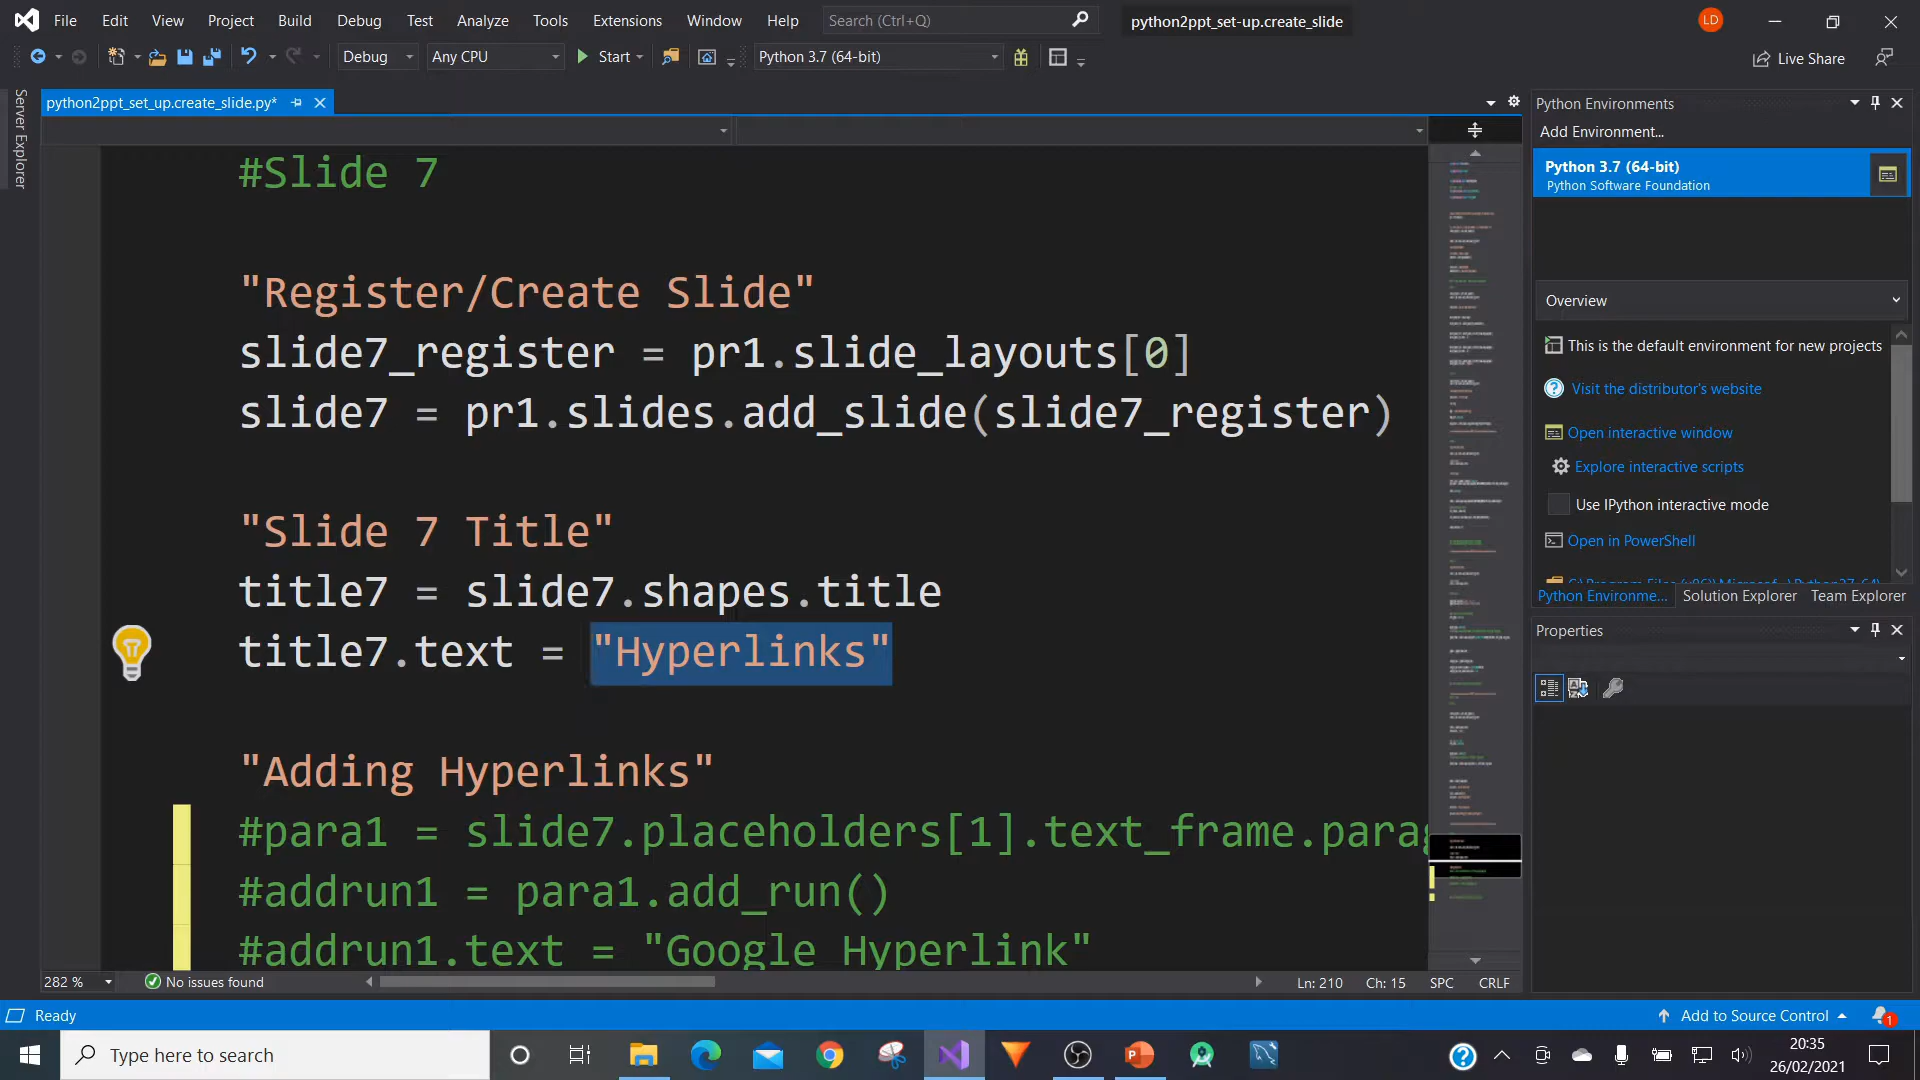 File Edit View Project Build Debug Test Analyze Tools Extensions Window Help Search (Ctrl+Q) python2ppt_set-up.create_slide LD
Debug Any CPU Start Python 3.7 (64-bit) Live Share
Server Explorer
python2ppt_set_up.create_slide.py*
#Slide 7
"Register/Create Slide"
slide7_register = pr1.slide_layouts[0]
slide7 = pr1.slides.add_slide(slide7_register)
"Slide 7 Title"
title7 = slide7.shapes.title
title7.text = "Hyperlinks"
"Adding Hyperlinks"
#para1 = slide7.placeholders[1].text_frame.parag
#addrun1 = para1.add_run()
#addrun1.text = "Google Hyperlink"
282 % No issues found Ln: 210 Ch: 15 SPC CRLF
Python Environments
Add Environment...
Python 3.7 (64-bit)
Python Software Foundation
Overview
This is the default environment for new projects
Visit the distributor's website
Open interactive window
Explore interactive scripts
Use IPython interactive mode
Open in PowerShell
Python Environme... Solution Explorer Team Explorer
Properties
Ready Add to Source Control 1
Type here to search
20:35
26/02/2021